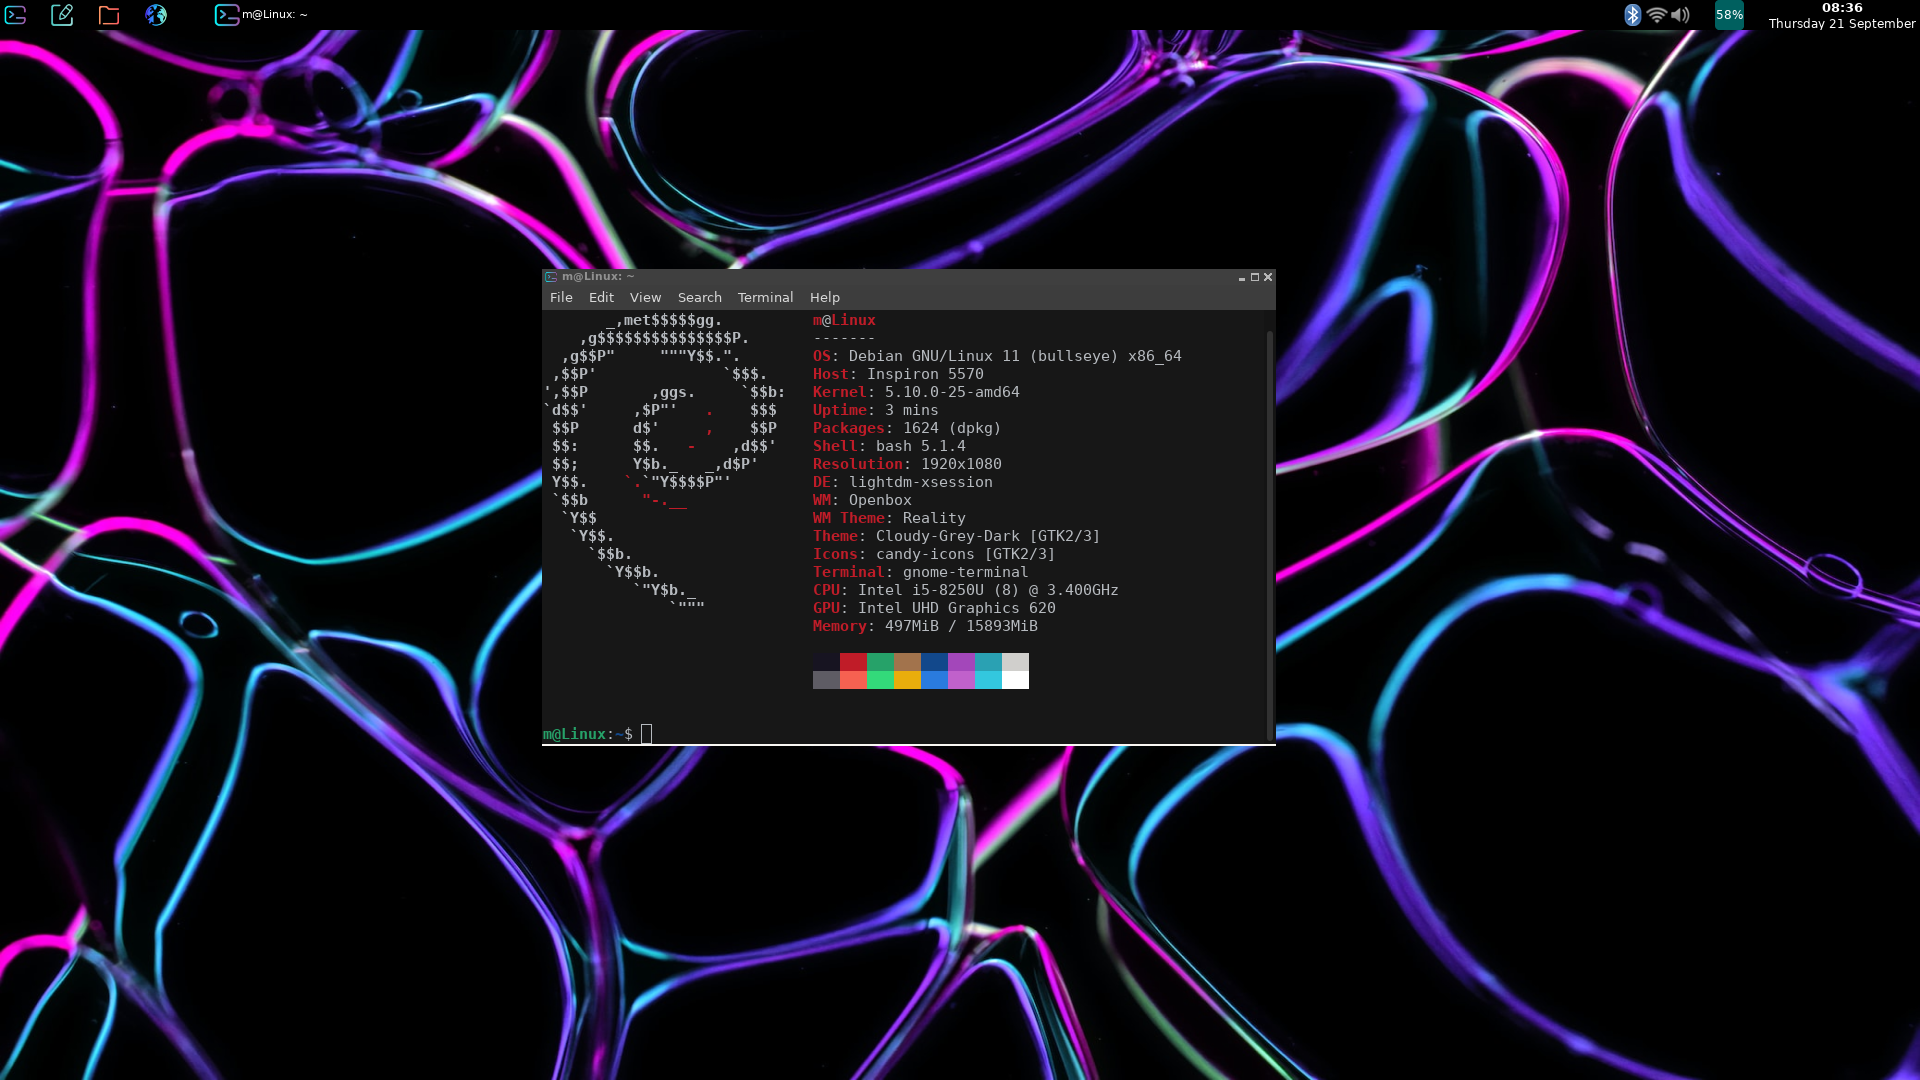 m@Linux: ~
58%
08:36
Thursday 21 September
m@Linux: ~
File Edit View Search Terminal Help
       _,met$$$$$gg.
    ,g$$$$$$$$$$$$$$$P.
  ,g$$P"     """Y$$.".
 ,$$P'              `$$$.
',$$P       ,ggs.     `$$b:
`d$$'     ,$P"'   .    $$$
 $$P      d$'     ,    $$P
 $$:      $$.   -    ,d$$'
 $$;      Y$b._   _,d$P'
 Y$$.    `.`"Y$$$$P"'
 `$$b      "-.__
  `Y$$
   `Y$$.
     `$$b.
       `Y$$b.
          `"Y$b._
              `"""
m@Linux
-------
OS: Debian GNU/Linux 11 (bullseye) x86_64
Host: Inspiron 5570
Kernel: 5.10.0-25-amd64
Uptime: 3 mins
Packages: 1624 (dpkg)
Shell: bash 5.1.4
Resolution: 1920x1080
DE: lightdm-xsession
WM: Openbox
WM Theme: Reality
Theme: Cloudy-Grey-Dark [GTK2/3]
Icons: candy-icons [GTK2/3]
Terminal: gnome-terminal
CPU: Intel i5-8250U (8) @ 3.400GHz
GPU: Intel UHD Graphics 620
Memory: 497MiB / 15893MiB
m@Linux:~$